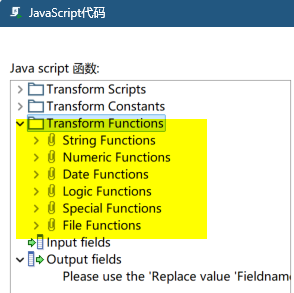 JavaScript代码
Java script 函数:
Transform Scripts
Transform Constants
Transform Functions
String Functions
Numeric Functions
Date Functions
Logic Functions
Special Functions
File Functions
Input fields
Output fields
Please use the 'Replace value 'Fieldname